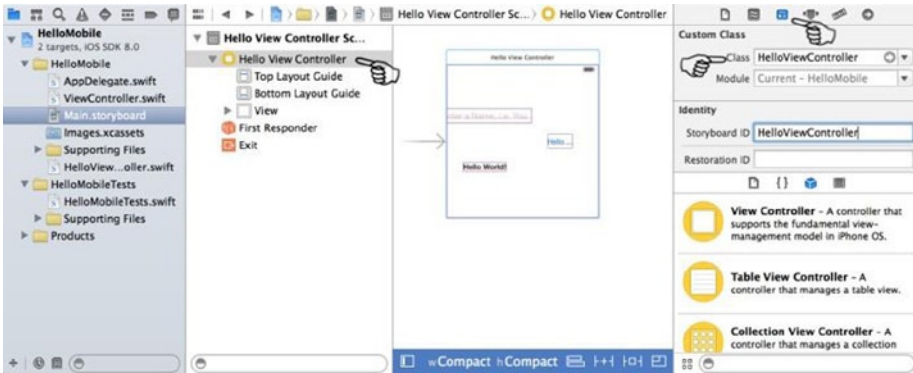 HelloMobile
2 targets, iOS SDK 8.0
HelloMobile
AppDelegate.swift
ViewController.swift
Main.storyboard
Images.xcassets
Supporting Files
HelloView...oller.swift
HelloMobileTests
HelloMobileTests.swift
Supporting Files
Products
Hello View Controller Sc...
Hello View Controller
Hello View Controller Sc...
Hello View Controller
Top Layout Guide
Bottom Layout Guide
View
First Responder
Exit
Hello View Controller
nter a Name, i.e. You
Hello ...
Hello World!
wCompact hCompact
Custom Class
Class HelloViewController
Module Current - HelloMobile
Identity
Storyboard ID HelloViewController
Restoration ID
View Controller - A controller that
supports the fundamental view-
management model in iPhone OS.
Table View Controller - A
controller that manages a table view.
Collection View Controller - A
controller that manages a collection